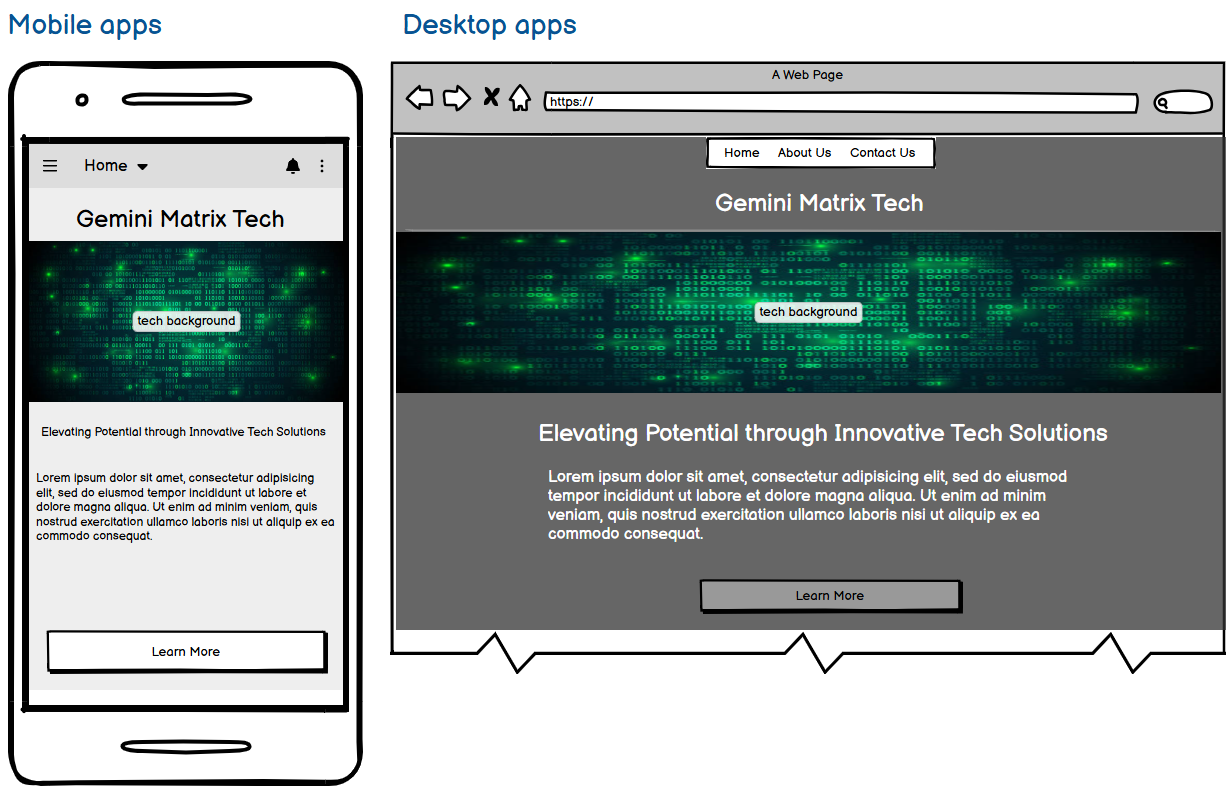 Mobile apps
Home
Gemini Matrix Tech
tech background
Elevating Potential through Innovative Tech Solutions
Lorem ipsum dolor sit amet, consectetur adipisicing
elit, sed do eiusmod tempor incididunt ut labore et
dolore magna aliqua. Ut enim ad minim veniam, quis
nostrud exercitation ullamco laboris nisi ut aliquip ex ea
commodo consequat.
Learn More
Desktop apps
A Web Page
https://
Home About Us Contact Us
Gemini Matrix Tech
tech background
Elevating Potential through Innovative Tech Solutions
Lorem ipsum dolor sit amet, consectetur adipisicing elit, sed do eiusmod
tempor incididunt ut labore et dolore magna aliqua. Ut enim ad minim
veniam, quis nostrud exercitation ullamco laboris nisi ut aliquip ex ea
commodo consequat.
Learn More